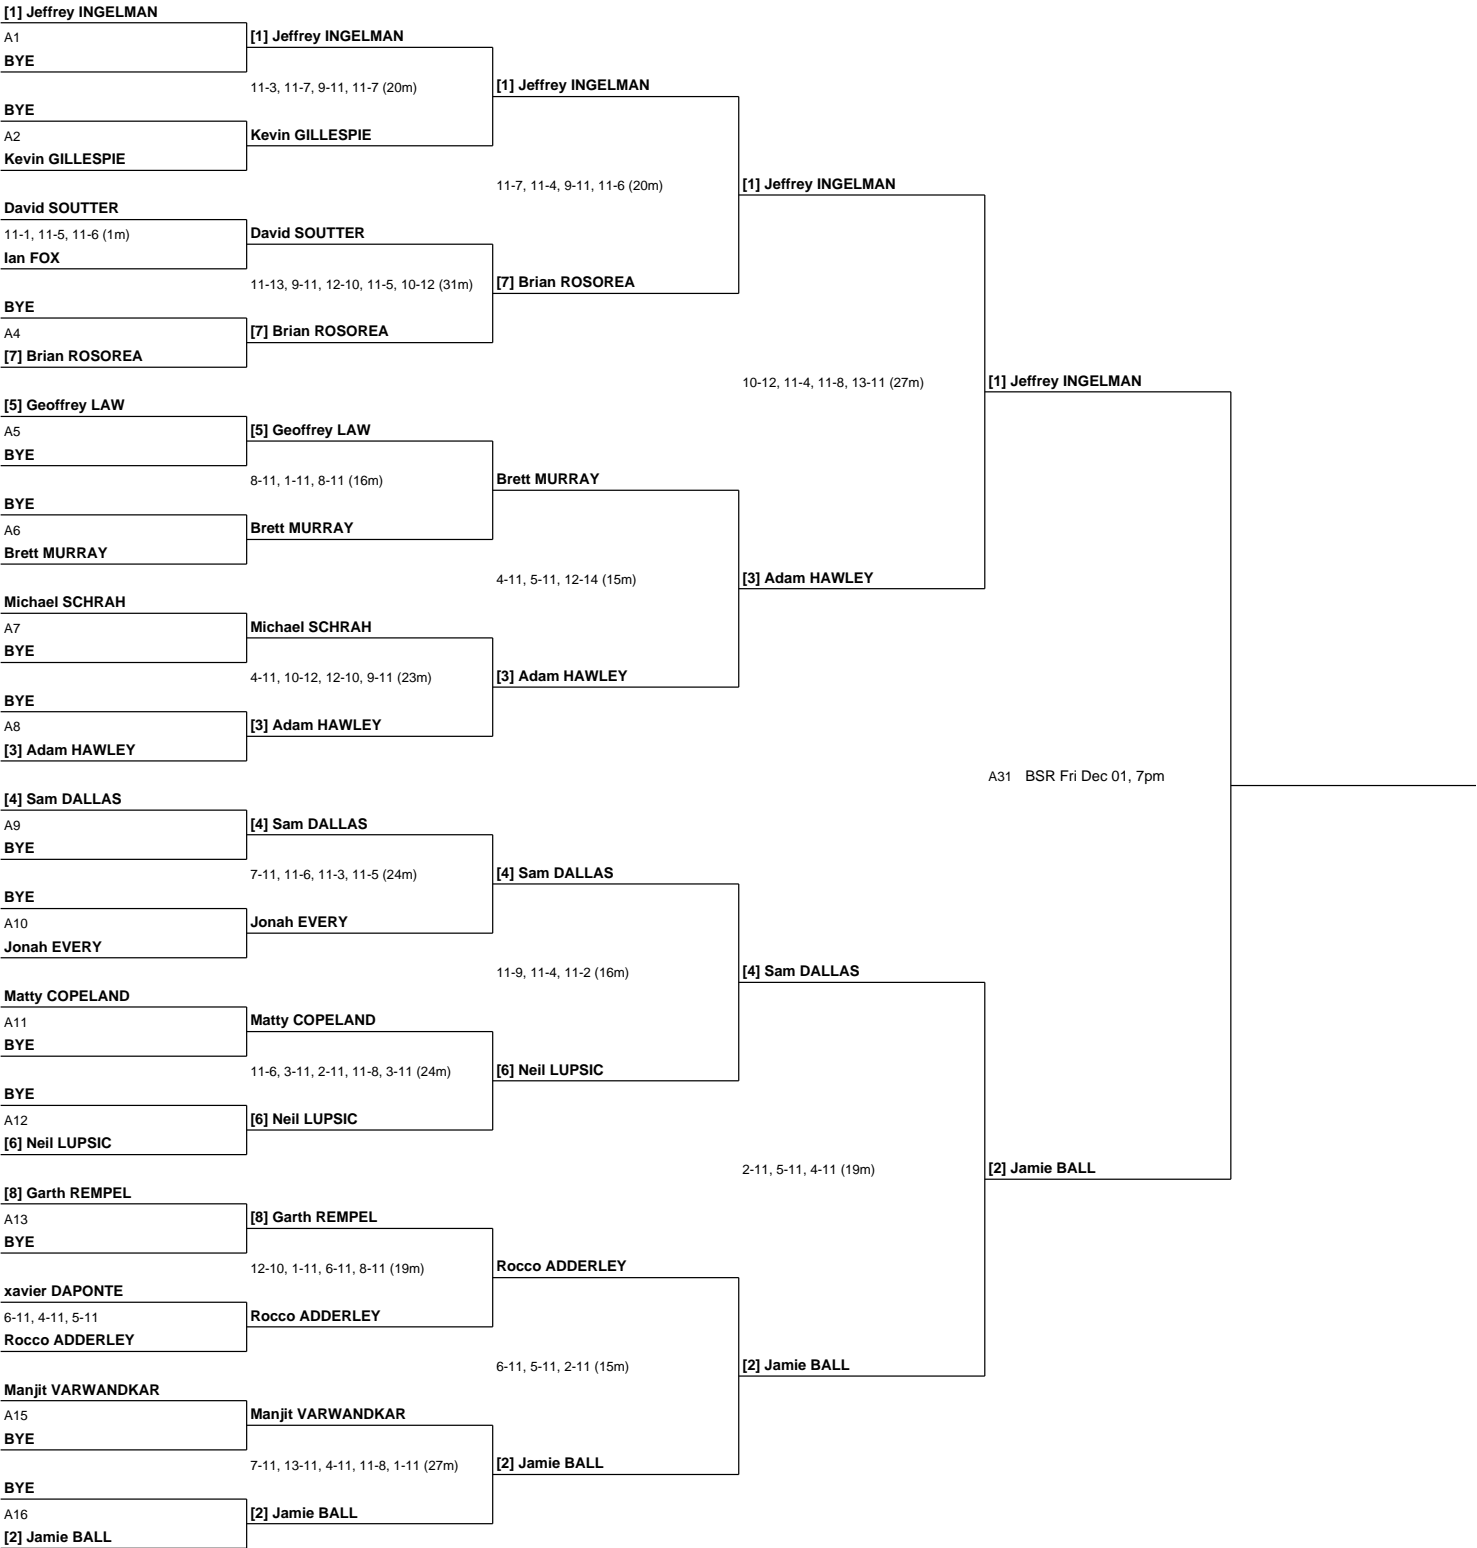 [1] Jeffrey INGELMAN
A1
[1] Jeffrey INGELMAN
BYE
11-3, 11-7, 9-11, 11-7 (20m)
[1] Jeffrey INGELMAN
BYE
A2
Kevin GILLESPIE
Kevin GILLESPIE
11-7, 11-4, 9-11, 11-6 (20m)
[1] Jeffrey INGELMAN
David SOUTTER
11-1, 11-5, 11-6 (1m)
David SOUTTER
Ian FOX
11-13, 9-11, 12-10, 11-5, 10-12 (31m)
[7] Brian ROSOREA
BYE
A4
[7] Brian ROSOREA
[7] Brian ROSOREA
10-12, 11-4, 11-8, 13-11 (27m)
[1] Jeffrey INGELMAN
[5] Geoffrey LAW
A5
[5] Geoffrey LAW
BYE
8-11, 1-11, 8-11 (16m)
Brett MURRAY
BYE
A6
Brett MURRAY
Brett MURRAY
4-11, 5-11, 12-14 (15m)
[3] Adam HAWLEY
Michael SCHRAH
A7
Michael SCHRAH
BYE
4-11, 10-12, 12-10, 9-11 (23m)
[3] Adam HAWLEY
BYE
A8
[3] Adam HAWLEY
[3] Adam HAWLEY
A31 BSR Fri Dec 01, 7pm
[4] Sam DALLAS
A9
[4] Sam DALLAS
BYE
7-11, 11-6, 11-3, 11-5 (24m)
[4] Sam DALLAS
BYE
A10
Jonah EVERY
Jonah EVERY
11-9, 11-4, 11-2 (16m)
[4] Sam DALLAS
Matty COPELAND
A11
Matty COPELAND
BYE
11-6, 3-11, 2-11, 11-8, 3-11 (24m)
[6] Neil LUPSIC
BYE
A12
[6] Neil LUPSIC
[6] Neil LUPSIC
2-11, 5-11, 4-11 (19m)
[2] Jamie BALL
[8] Garth REMPEL
A13
[8] Garth REMPEL
BYE
12-10, 1-11, 6-11, 8-11 (19m)
Rocco ADDERLEY
xavier DAPONTE
6-11, 4-11, 5-11
Rocco ADDERLEY
Rocco ADDERLEY
6-11, 5-11, 2-11 (15m)
[2] Jamie BALL
Manjit VARWANDKAR
A15
Manjit VARWANDKAR
BYE
7-11, 13-11, 4-11, 11-8, 1-11 (27m)
[2] Jamie BALL
BYE
A16
[2] Jamie BALL
[2] Jamie BALL